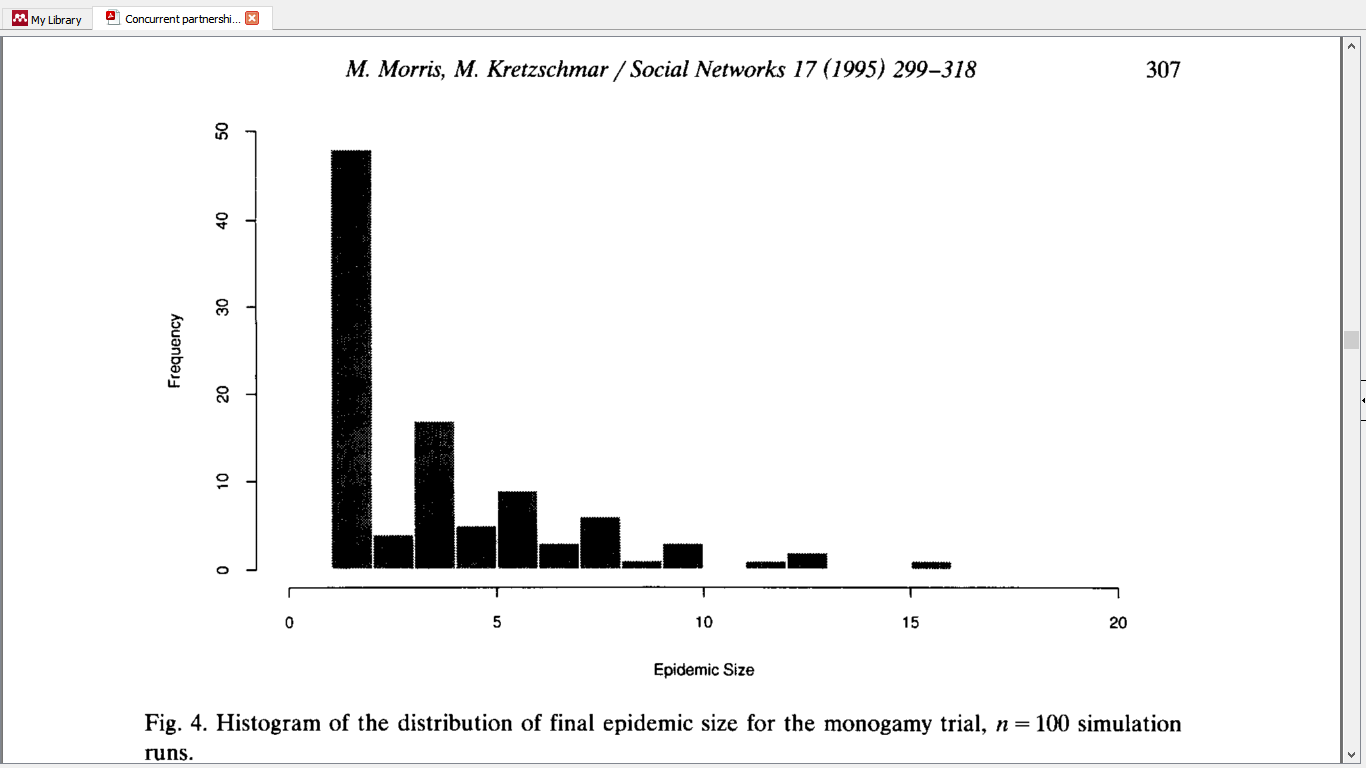 My Library
Concurrent partnershi...
M. Morris, M. Kretzschmar / Social Networks 17 (1995) 299–318
307
50
40
30
20
10
0
Frequency
0 5 10 15 20
Epidemic Size
Fig. 4. Histogram of the distribution of final epidemic size for the monogamy trial, n = 100 simulation
runs.